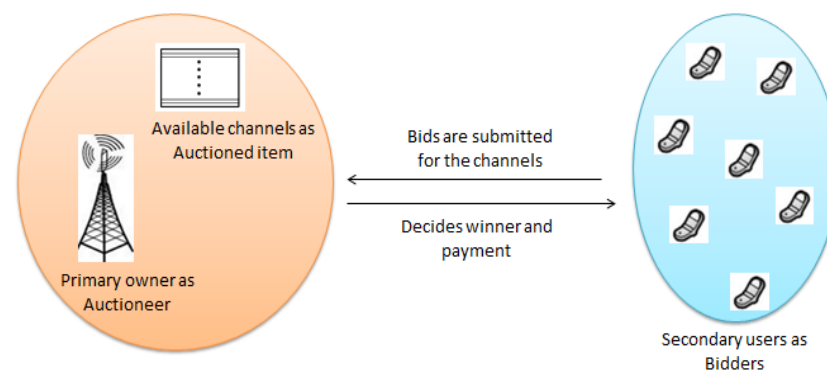 Available channels as
Auctioned item
Primary owner as
Auctioneer
Bids are submitted
for the channels
Decides winner and
payment
Secondary users as
Bidders